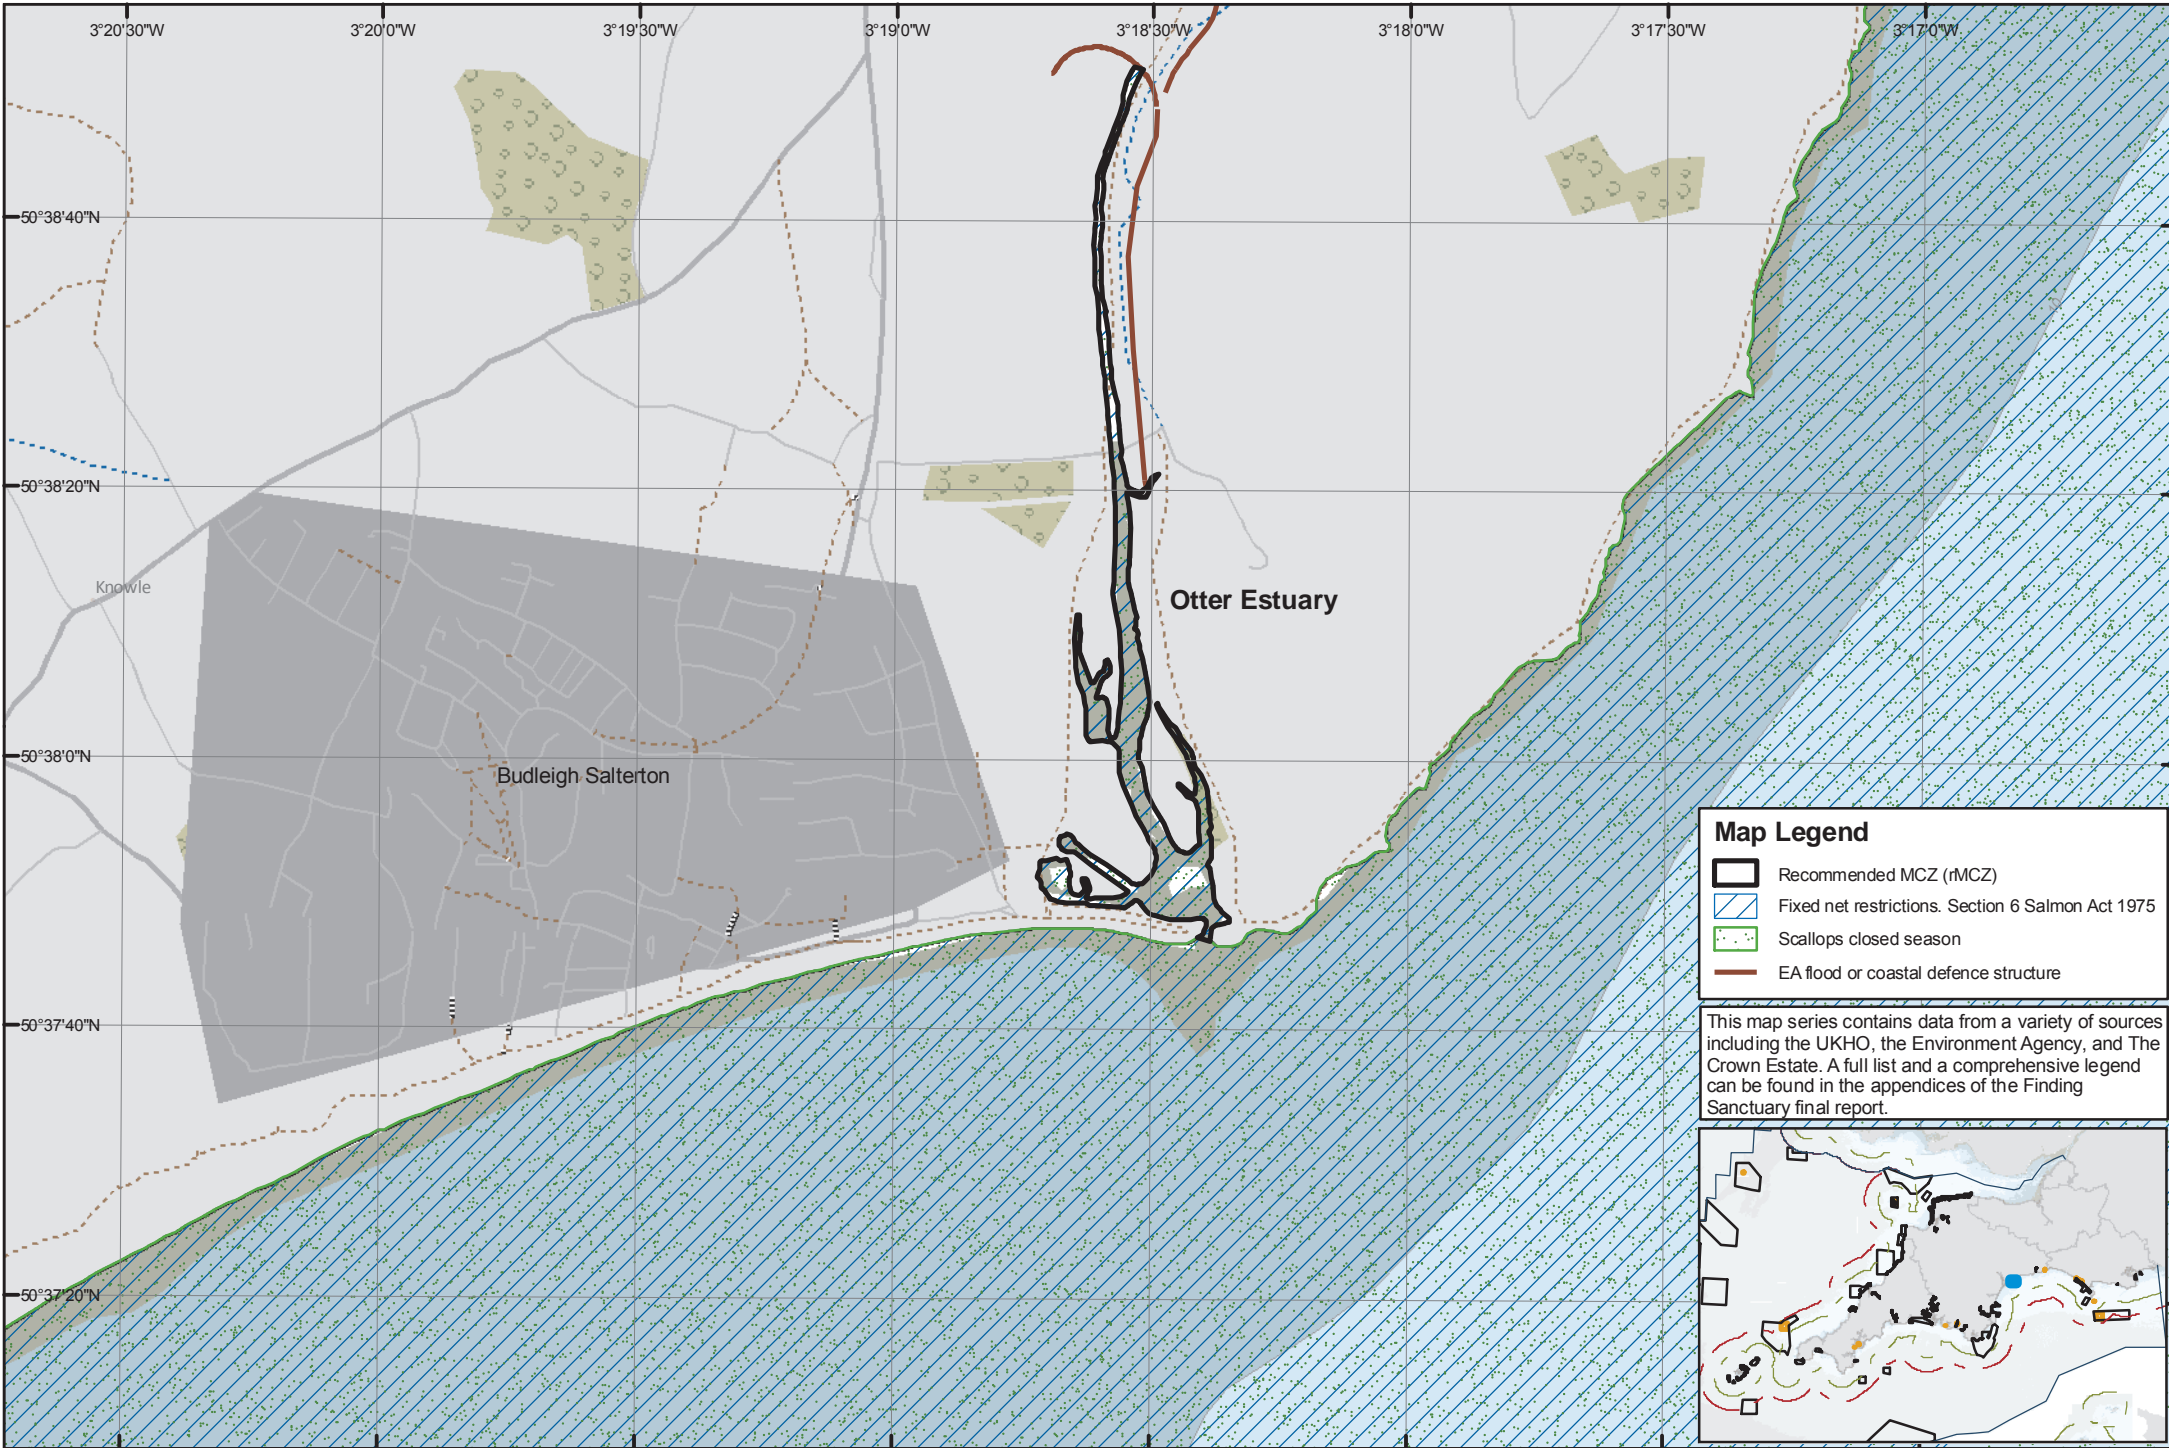 3°20'30"W 3°20'0"W 3°19'30"W 3°19'0"W 3°18'30"W 3°18'0"W 3°17'30"W 3°17'0"W
50°38'40"N
50°38'20"N
Knowle
Otter Estuary
50°38'0"N
Budleigh Salterton
50°37'40"N
50°37'20"N
Map Legend
Recommended MCZ (rMCZ)
Fixed net restrictions. Section 6 Salmon Act 1975
Scallops closed season
EA flood or coastal defence structure
This map series contains data from a variety of sources
including the UKHO, the Environment Agency, and The
Crown Estate. A full list and a comprehensive legend
can be found in the appendices of the Finding
Sanctuary final report.